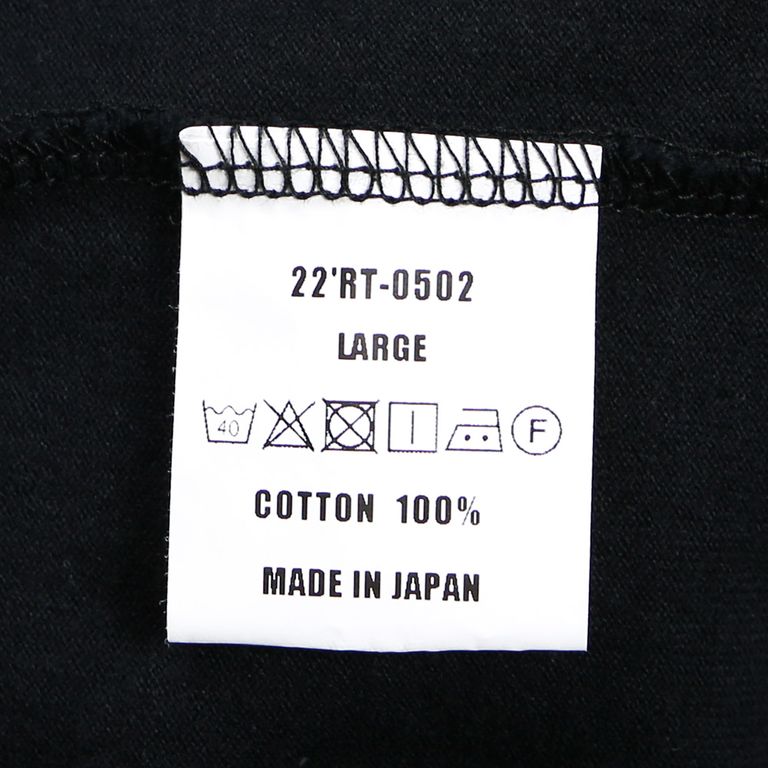 22'RT-0502
LARGE
40 F
COTTON 100%
MADE IN JAPAN